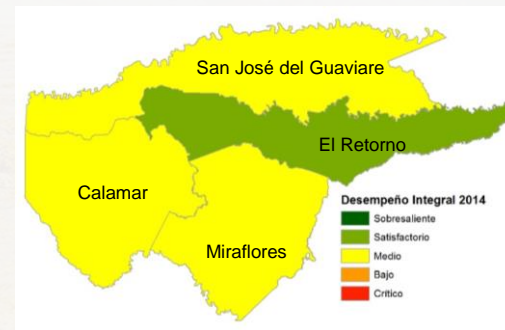 San José del Guaviare
El Retorno
Calamar
Miraflores
Desempeño Integral 2014
Sobresaliente
Satisfactorio
Medio
Bajo
Crítico